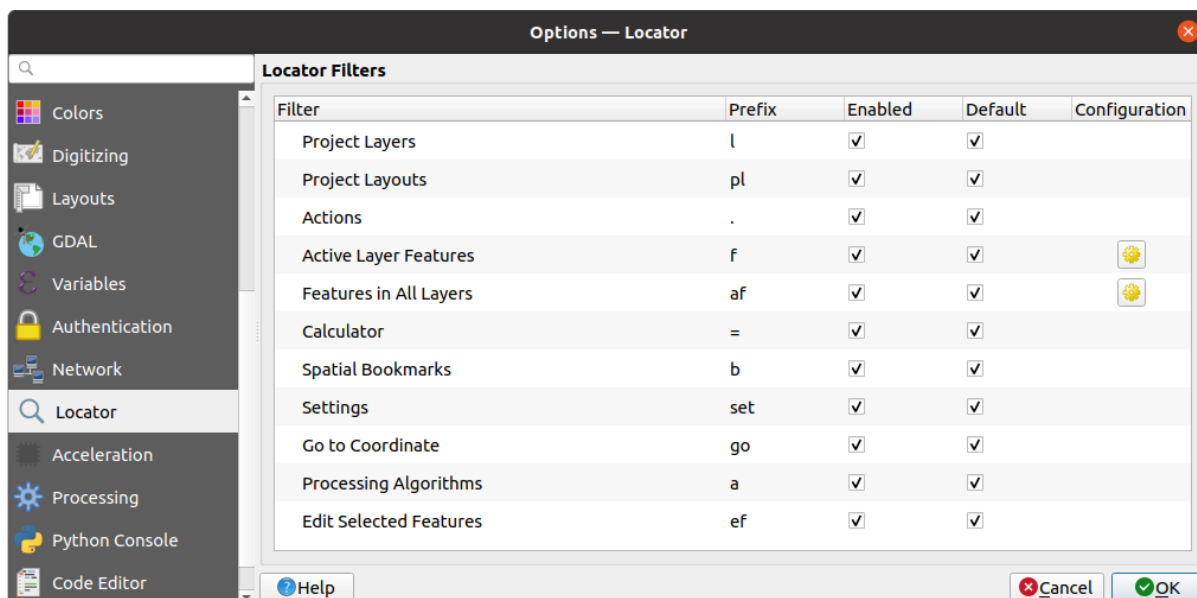 Options — Locator
Colors
Digitizing
Layouts
GDAL
Variables
Authentication
Network
Locator
Acceleration
Processing
Python Console
Code Editor
Locator Filters
Filter Prefix Enabled Default Configuration
Project Layers l
Project Layouts pl
Actions .
Active Layer Features f
Features in All Layers af
Calculator =
Spatial Bookmarks b
Settings set
Go to Coordinate go
Processing Algorithms a
Edit Selected Features ef
Help Cancel OK